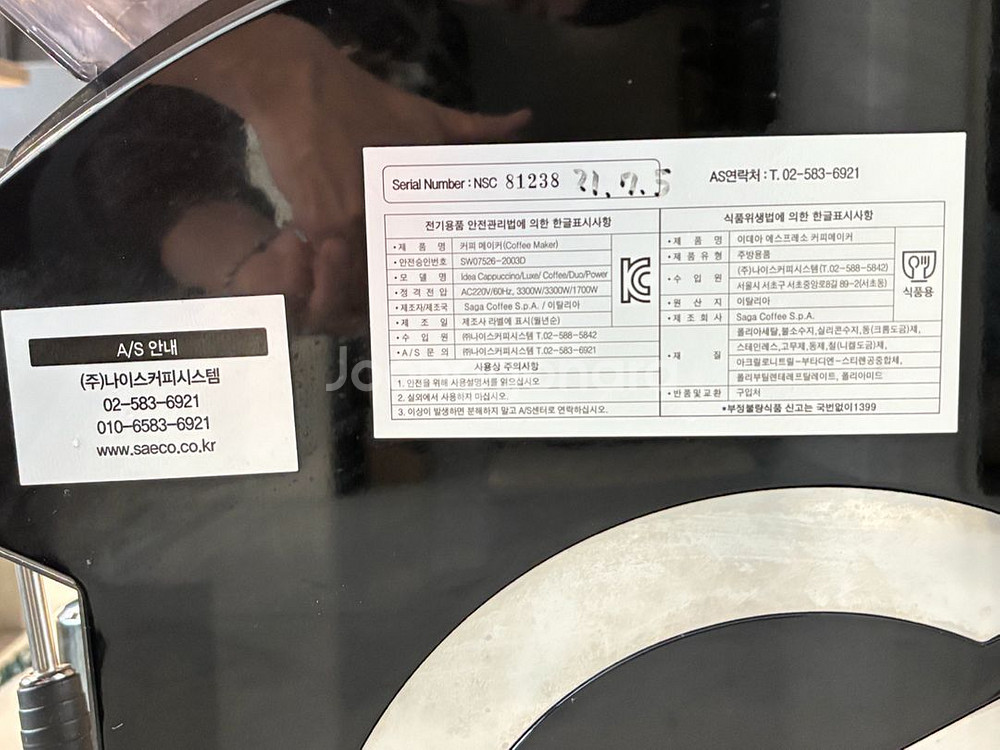 Serial Number : NSC 81238 21.7.5
AS연락처 : T. 02-583-6921
전기용품 안전관리법에 의한 한글표시사항
• 제 품 명 커피 메이커(Coffee Maker)
• 안전승인번호 SW07526-2003D
• 모 델 명 Idea Cappuccino/Luxe/ Coffee/Duo/Power
• 정 격 전 압 AC220V/60Hz, 3300W/3300W/1700W
• 제조자/제조국 Saga Coffee S.p.A. / 이탈리아
• 제 조 일 제조사 라벨에 표시(월년순)
• 수 입 원 ㈜나이스커피시스템 T.02-588-5842
• A/S 문 의 ㈜나이스커피시스템 T.02-583-6921
사용상 주의사항
1. 안전을 위해 사용설명서를 읽으십시오
2. 실외에서 사용하지 마십시오.
3. 이상이 발생하면 분해하지 말고 A/S센터로 연락하십시오.
식품위생법에 의한 한글표시사항
• 제 품 명 이데아 에스프레소 커피메이커
• 제 품 유 형 주방용품
• 수 입 원 (주)나이스커피시스템(T.02-588-5842)
서울시 서초구 서초중앙로8길 89-2(서초동)
• 원 산 지 이탈리아
• 제 조 회 사 Saga Coffee S.p.A.
• 재 질 폴리아세탈,불소수지,실리콘수지,동(크롬도금)제,
스테인레스,고무제,동제,철(니켈도금)제,
아크릴로니트릴-부타디엔-스티렌공중합체,
폴리부틸렌테레프탈레이트, 폴리아미드
• 반품 및 교환 구입처
*부정불량식품 신고는 국번없이1399
식품용
A/S 안내
(주)나이스커피시스템
02-583-6921
010-6583-6921
www.saeco.co.kr